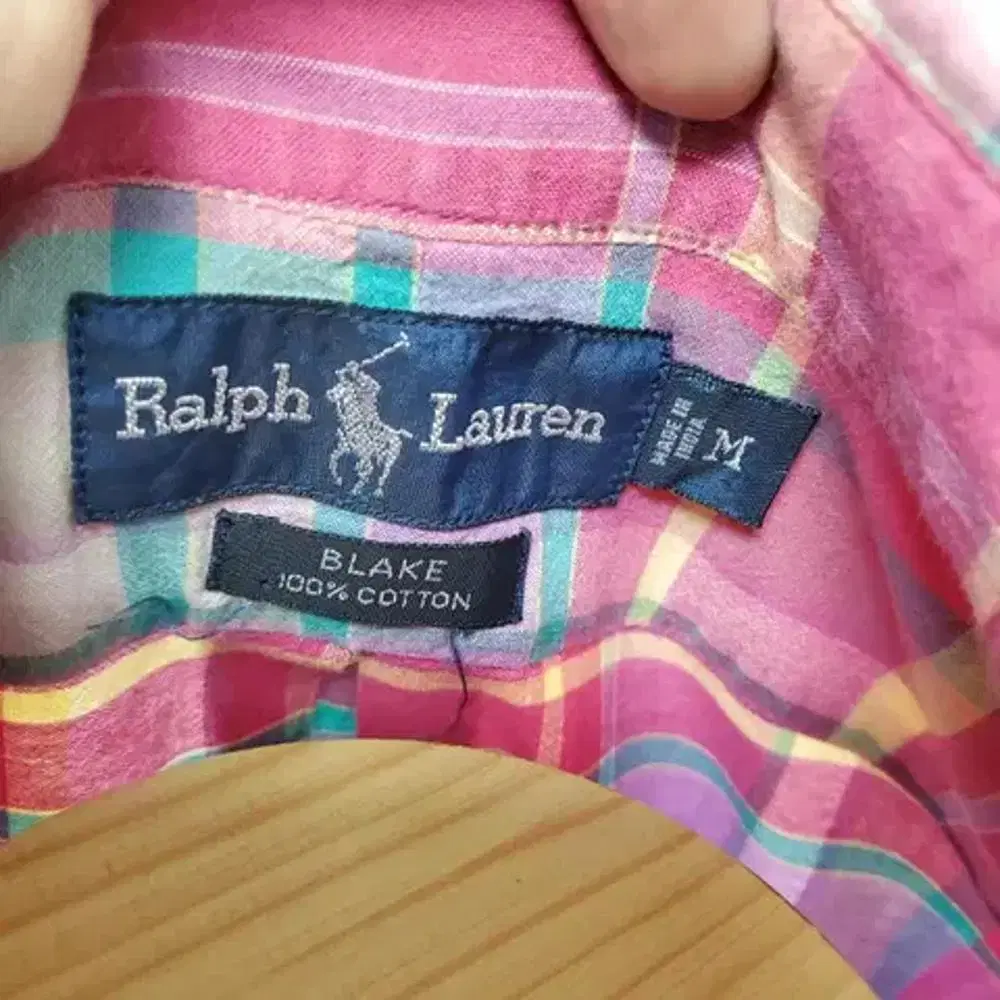 Ralph Lauren
MADE IN
INDIA
M
BLAKE
100% COTTON